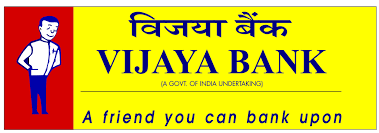 विजया बैंक
VIJAYA BANK
(A GOVT. OF INDIA UNDERTAKING)
A friend you can bank upon